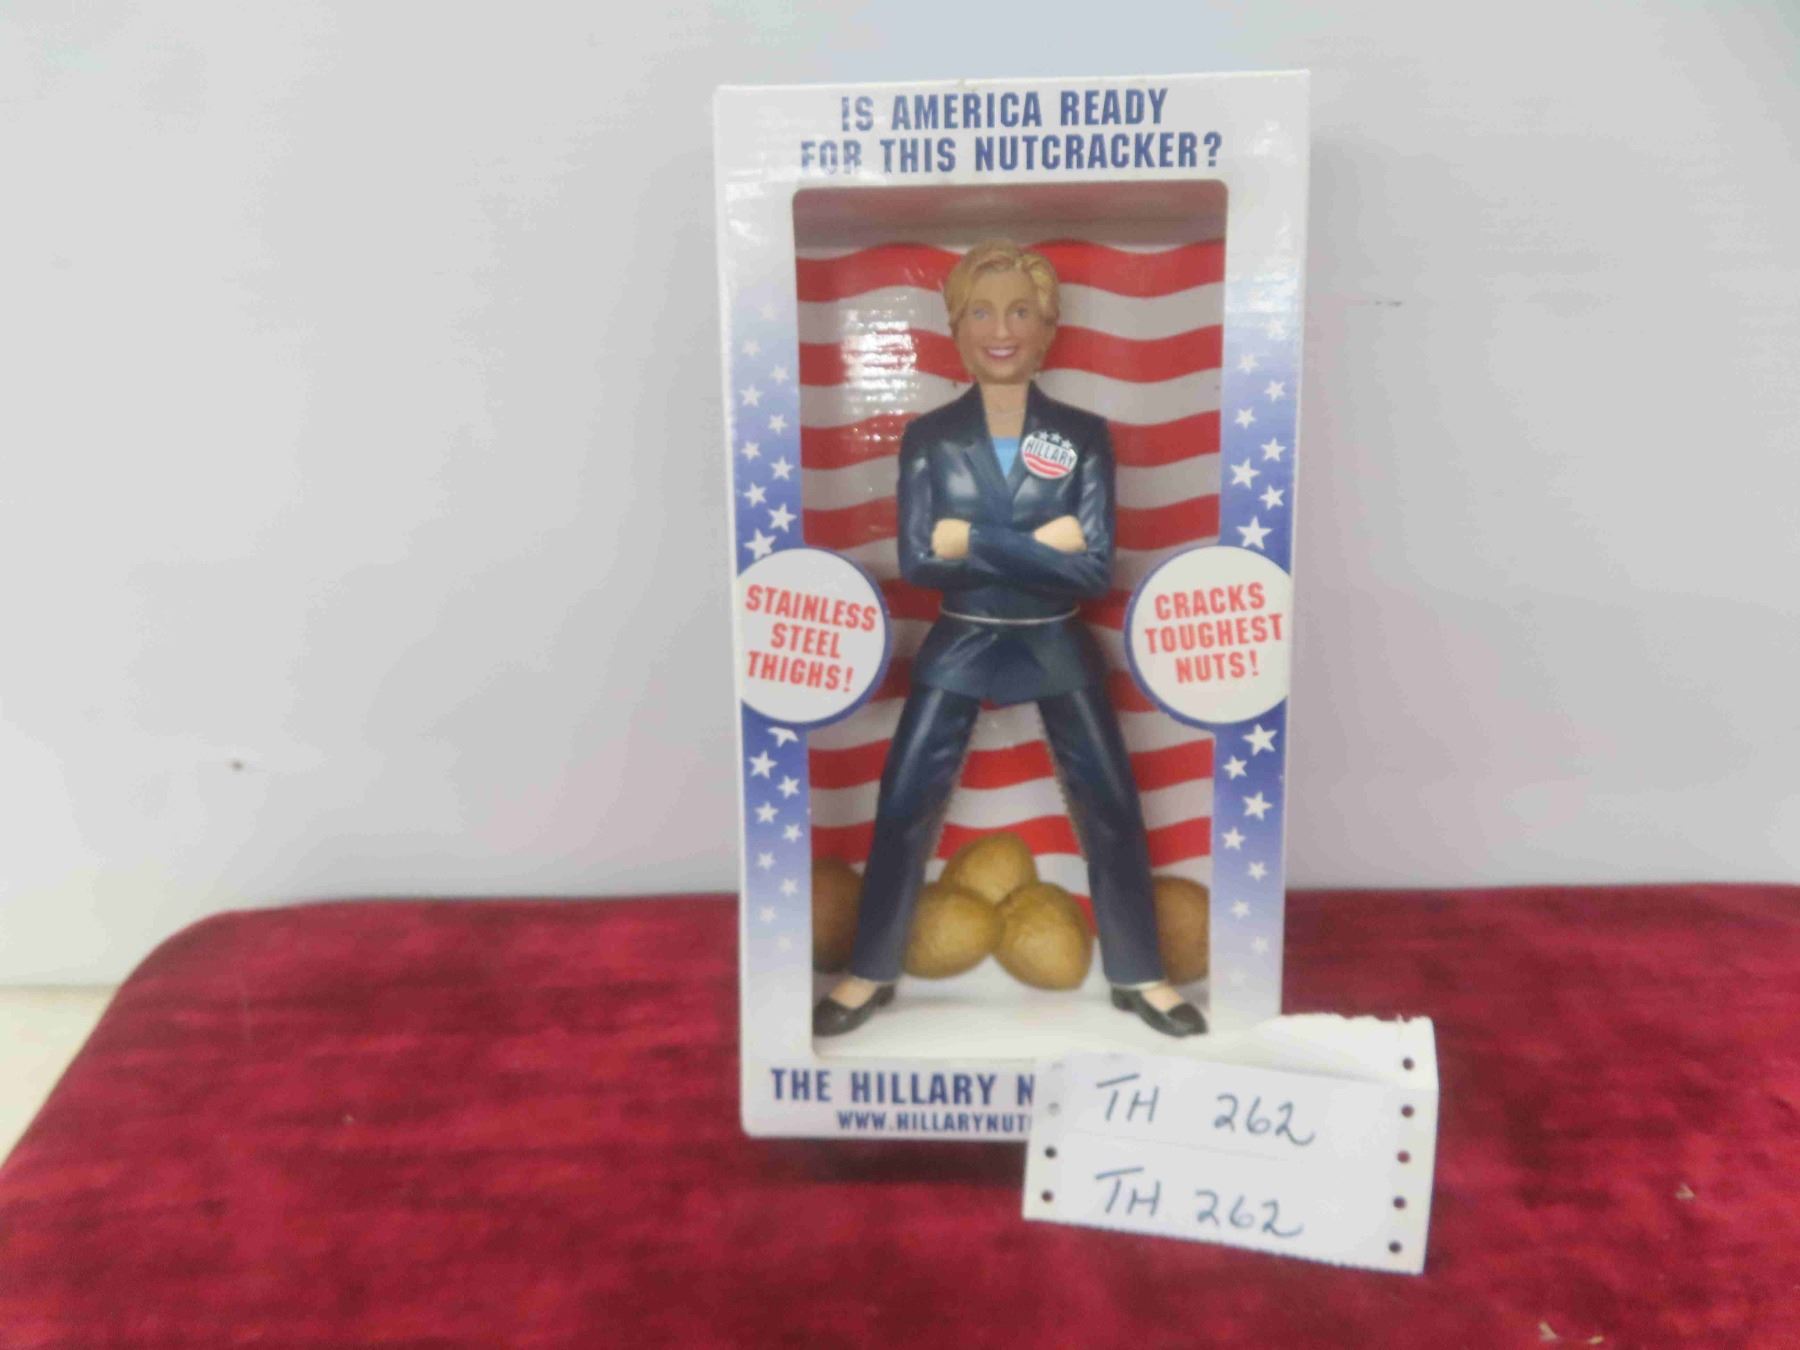 IS AMERICA READY
FOR THIS NUTCRACKER?
HILLARY
STAINLESS
STEEL
THIGHS!
CRACKS
TOUGHEST
NUTS!
THE HILLARY N
WWW.HILLARYNUT
TH 262
TH 262